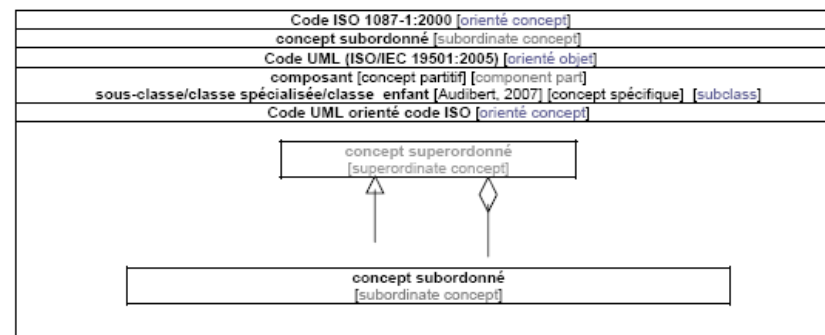 Code ISO 1087-1:2000 [orienté concept]
concept subordonné [subordinate concept]
Code UML (ISO/IEC 19501:2005) [orienté objet]
composant [concept partitif] [component part]
sous-classe/classe spécialisée/classe enfant [Audibert, 2007] [concept spécifique] [subclass]
Code UML orienté code ISO [orienté concept]
concept superordonné
[superordinate concept]
concept subordonné
[subordinate concept]